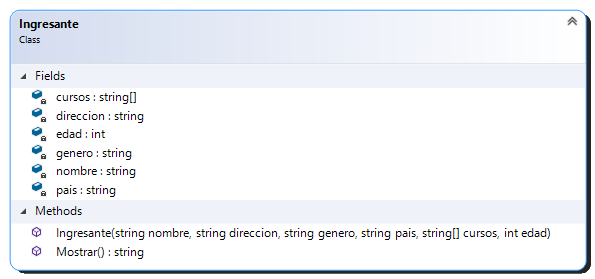 Ingresante
Class
Fields
cursos : string[]
direccion : string
edad : int
genero : string
nombre : string
pais : string
Methods
Ingresante(string nombre, string direccion, string genero, string pais, string[] cursos, int edad)
Mostrar() : string